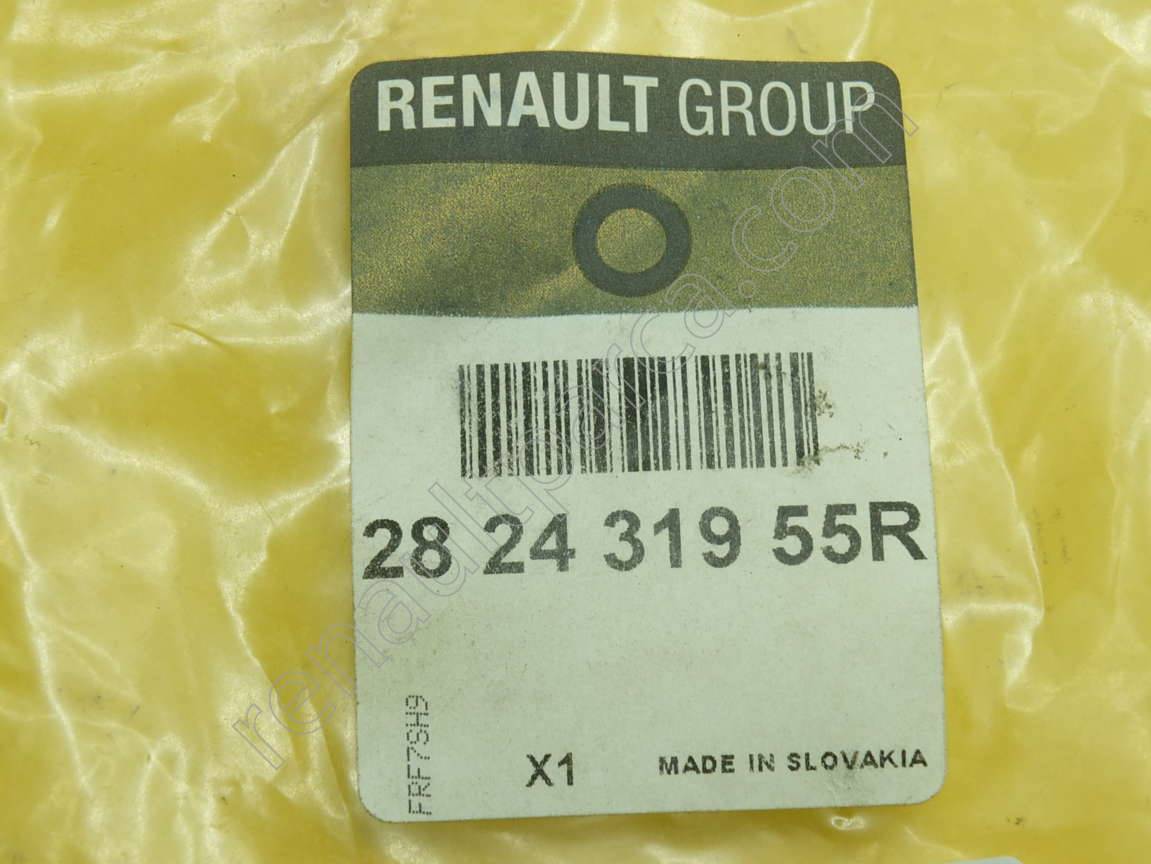 RENAULT GROUP
28 24 319 55R
FRF7SH9
X1
MADE IN SLOVAKIA
renaultparca.com